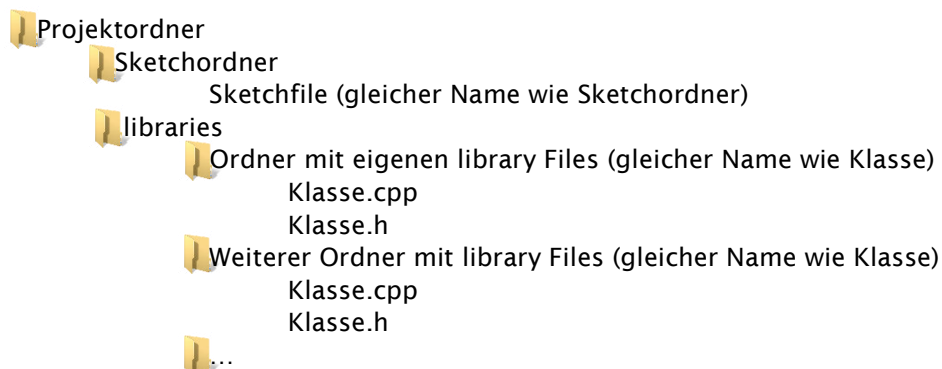 Projektordner
Sketchordner
Sketchfile (gleicher Name wie Sketchordner)
libraries
Ordner mit eigenen library Files (gleicher Name wie Klasse)
Klasse.cpp
Klasse.h
Weiterer Ordner mit library Files (gleicher Name wie Klasse)
Klasse.cpp
Klasse.h
...